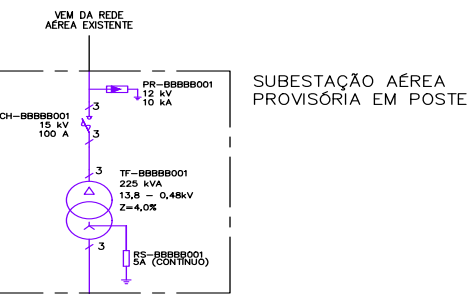 VEM DA REDE
AÉREA EXISTENTE
PR-BBBBB001
12 kV
10 kA
SUBESTAÇÃO AÉREA
PROVISÓRIA EM POSTE
3
CH-BBBBB001
15 kV
100 A
3
3
TF-BBBBB001
225 kVA
13,8 - 0,48kV
Z=4,0%
3
RS-BBBBB001
5A (CONTÍNUO)